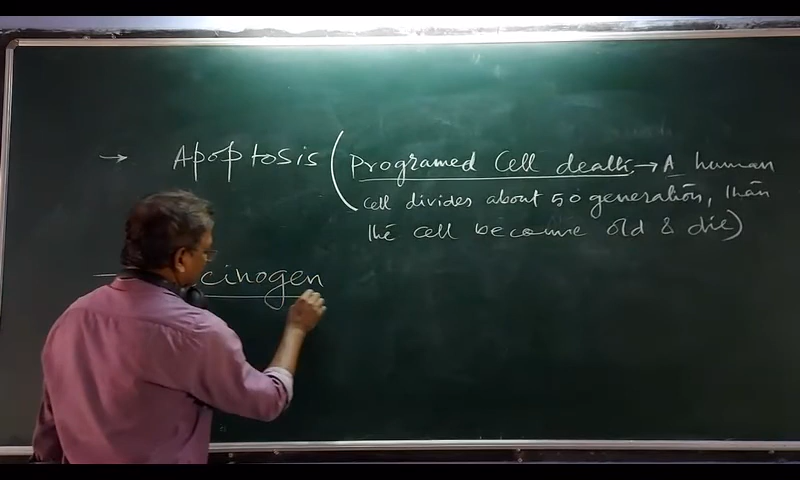 → Apoptosis (Programed Cell death → A human
cell divides about 50 generation, than
the cell become old & die)
cinogen